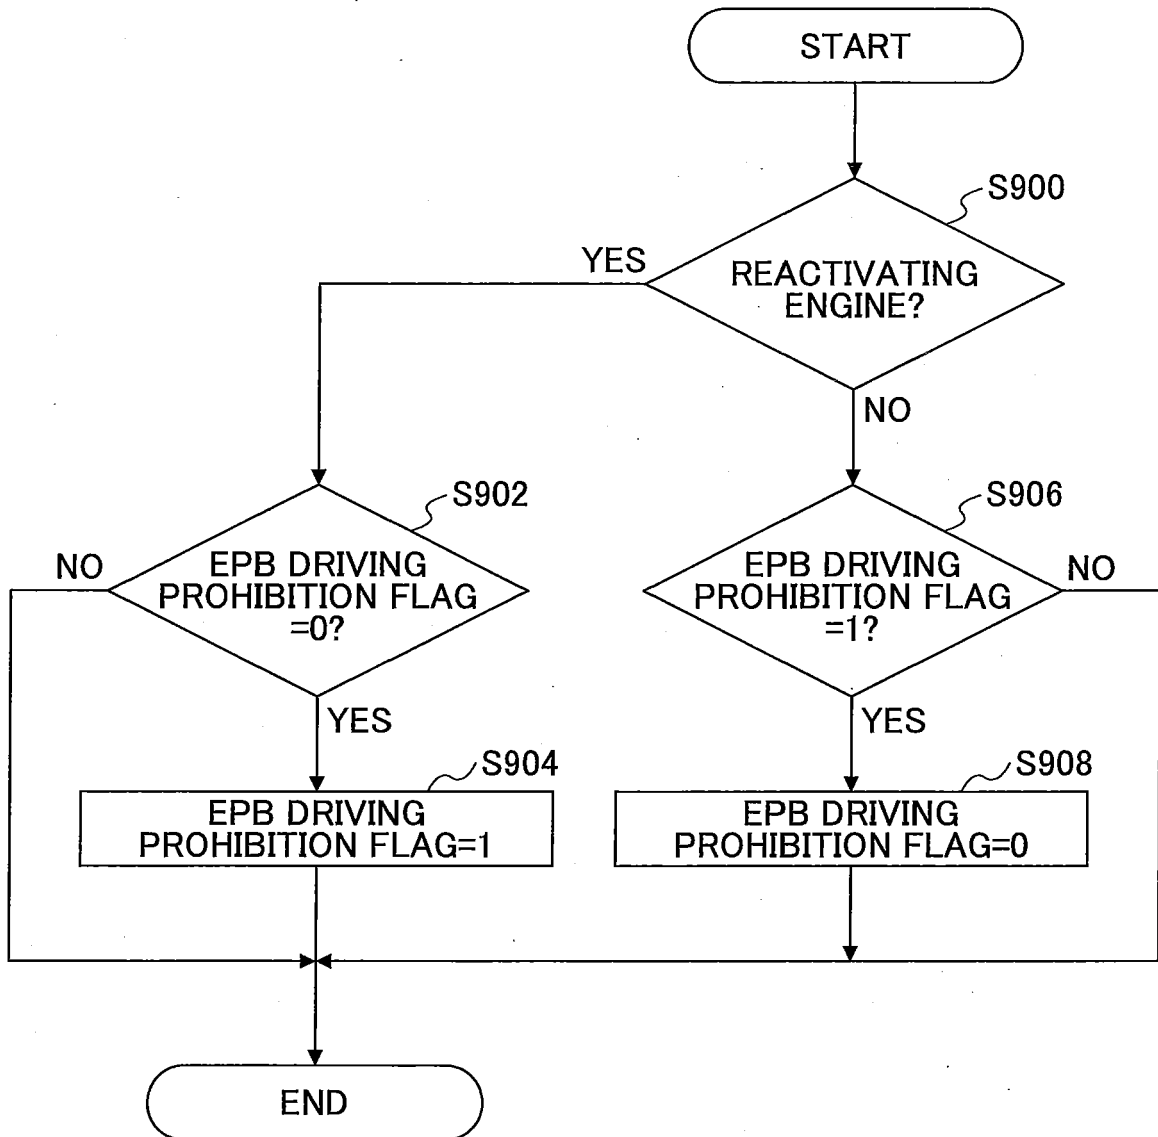 START
S900
YES
REACTIVATING
ENGINE?
NO
S902
S906
NO
EPB DRIVING
PROHIBITION FLAG
=0?
EPB DRIVING
PROHIBITION FLAG
=1?
NO
YES
YES
S904
S908
EPB DRIVING
PROHIBITION FLAG=1
EPB DRIVING
PROHIBITION FLAG=0
END